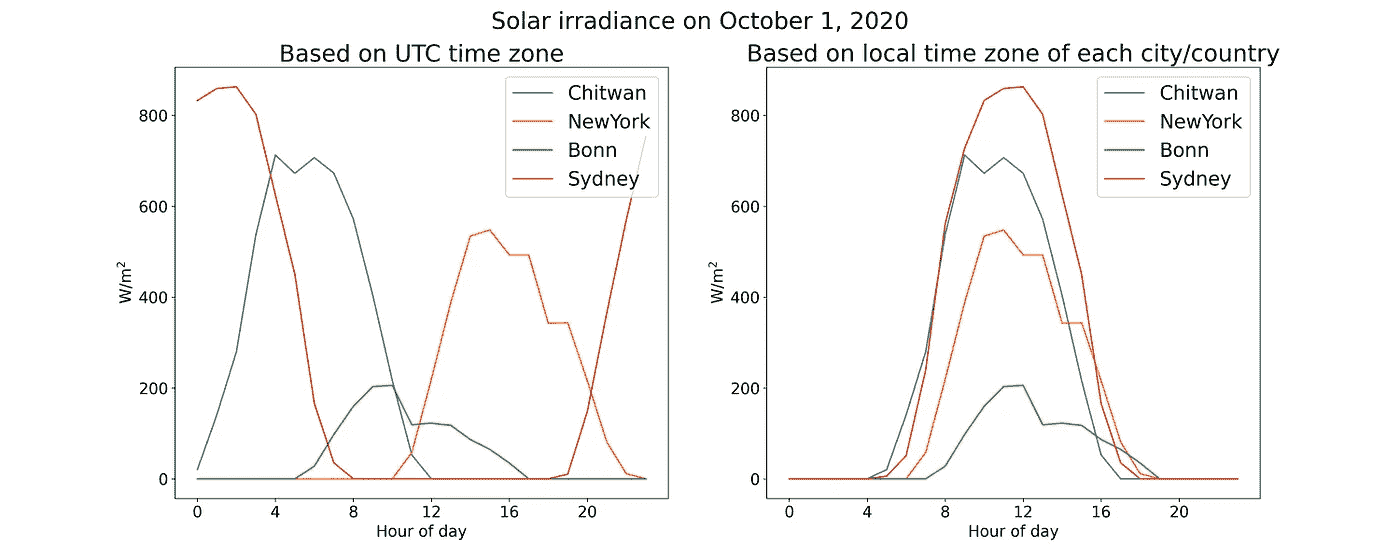 Solar irradiance on October 1, 2020
Based on UTC time zone
Chitwan
NewYork
Bonn
Sydney
W/m²
800
600
400
200
0
0 4 8 12 16 20
Hour of day
Based on local time zone of each city/country
Chitwan
NewYork
Bonn
Sydney
W/m²
800
600
400
200
0
0 4 8 12 16 20
Hour of day